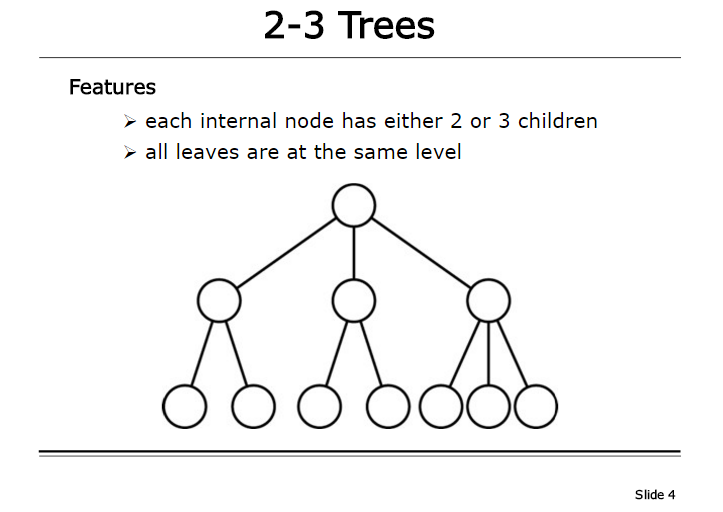 2-3 Trees
Features
➢ each internal node has either 2 or 3 children
➢ all leaves are at the same level
Slide 4